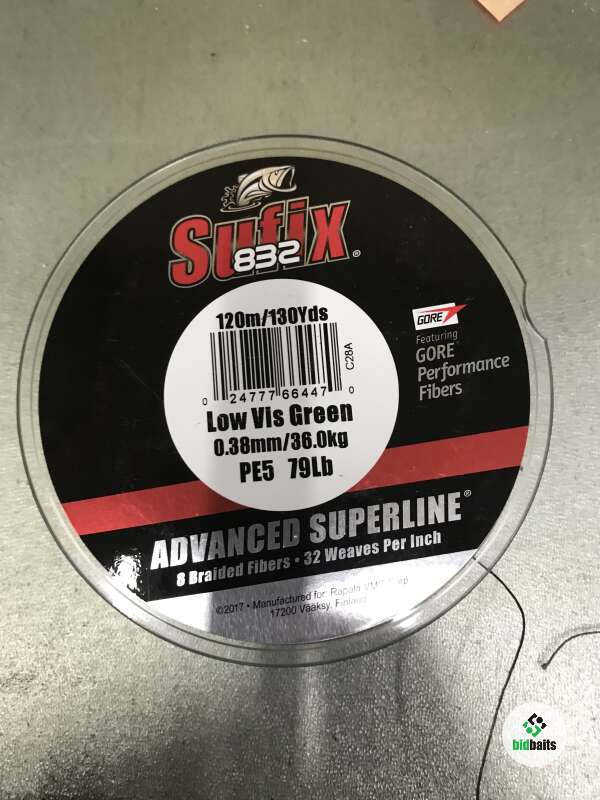 Sufix
832 ®
120m/130Yds
0 24777 66447 0
C28A
Low Vis Green
0.38mm/36.0kg
PE5 79Lb
GORE
Featuring
GORE
Performance
Fibers
ADVANCED SUPERLINE®
8 Braided Fibers • 32 Weaves Per Inch
©2017 • Manufactured for: Rapala VMC Corp
17200 Vääksy, Finland
bidbaits